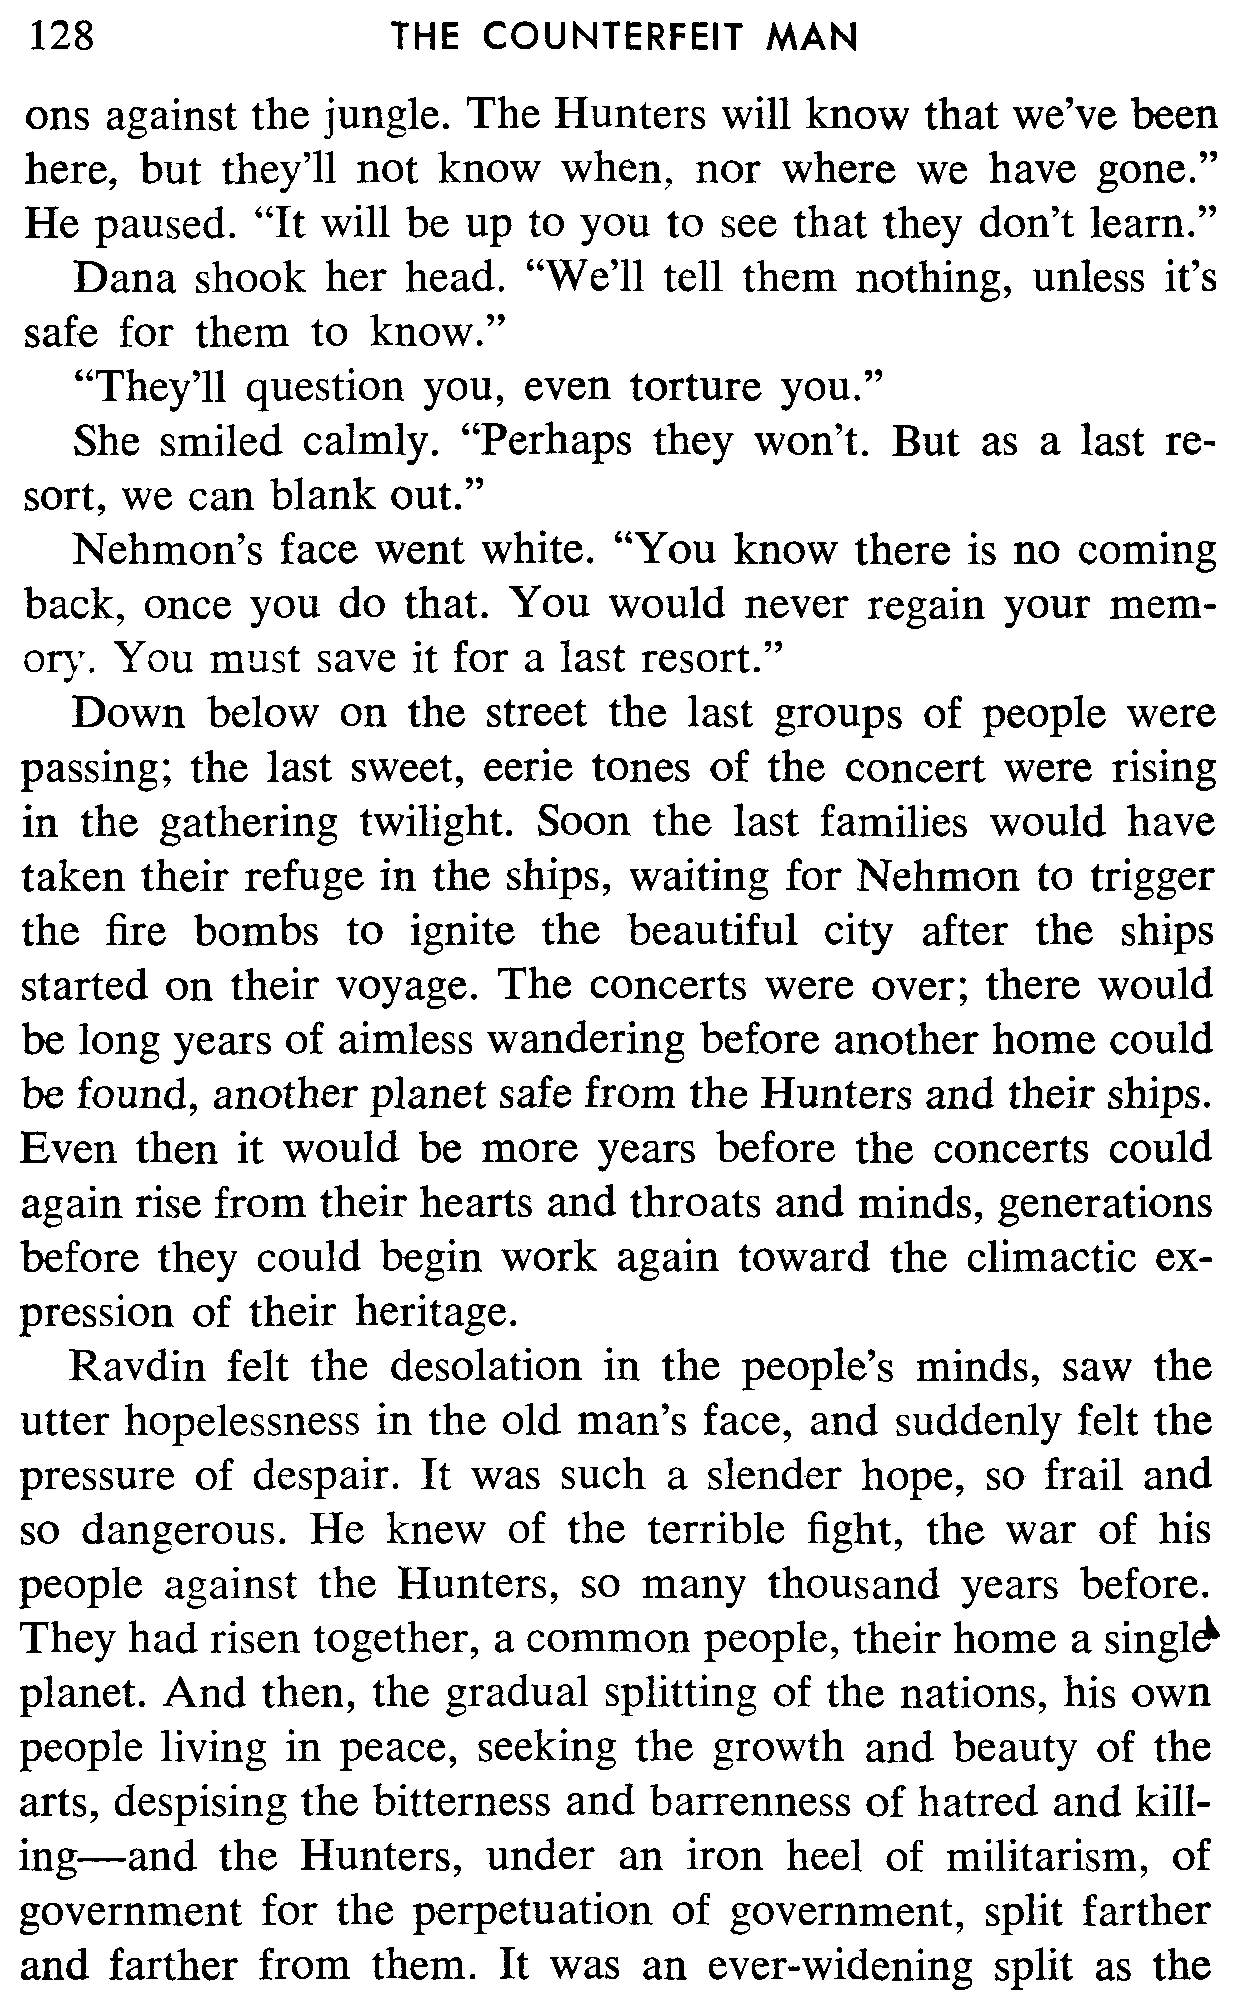 128 THE COUNTERFEIT MAN
ons against the jungle. The Hunters will know that we've been
here, but they'll not know when, nor where we have gone.”
He paused. “It will be up to you to see that they don't learn.”
Dana shook her head. “We'll tell them nothing, unless it's
safe for them to know.”
“They'll question you, even torture you.”
She smiled calmly. “Perhaps they won't. But as a last re-
sort, we can blank out.”
Nehmon's face went white. “You know there is no coming
back, once you do that. You would never regain your mem-
ory. You must save it for a last resort.”
Down below on the street the last groups of people were
passing; the last sweet, eerie tones of the concert were rising
in the gathering twilight. Soon the last families would have
taken their refuge in the ships, waiting for Nehmon to trigger
the fire bombs to ignite the beautiful city after the ships
started on their voyage. The concerts were over; there would
be long years of aimless wandering before another home could
be found, another planet safe from the Hunters and their ships.
Even then it would be more years before the concerts could
again rise from their hearts and throats and minds, generations
before they could begin work again toward the climactic ex-
pression of their heritage.
Ravdin felt the desolation in the people's minds, saw the
utter hopelessness in the old man's face, and suddenly felt the
pressure of despair. It was such a slender hope, so frail and
so dangerous. He knew of the terrible fight, the war of his
people against the Hunters, so many thousand years before.
They had risen together, a common people, their home a single
planet. And then, the gradual splitting of the nations, his own
people living in peace, seeking the growth and beauty of the
arts, despising the bitterness and barrenness of hatred and kill-
ing—and the Hunters, under an iron heel of militarism, of
government for the perpetuation of government, split farther
and farther from them. It was an ever-widening split as the